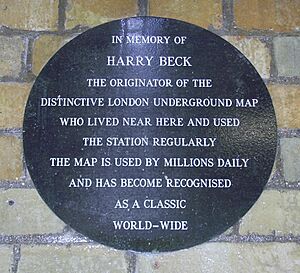 IN MEMORY OF
HARRY BECK
THE ORIGINATOR OF THE
DISTINCTIVE LONDON UNDERGROUND MAP
WHO LIVED NEAR HERE AND USED
THE STATION REGULARLY
THE MAP IS USED BY MILLIONS DAILY
AND HAS BECOME RECOGNISED
AS A CLASSIC
WORLD-WIDE